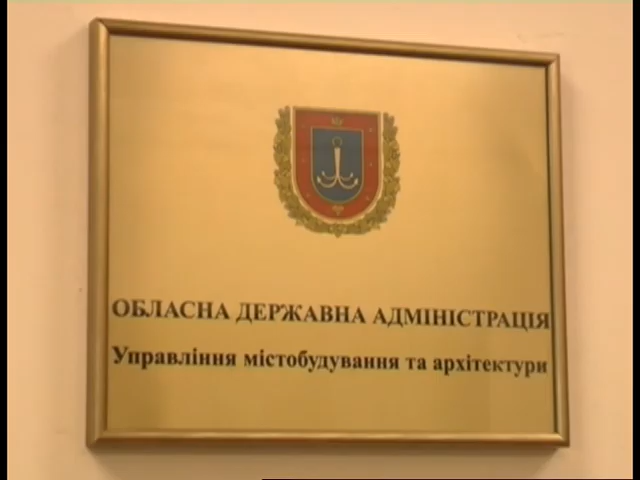 ОБЛАСНА ДЕРЖАВНА АДМІНІСТРАЦІЯ
Управління містобудування та архітектури